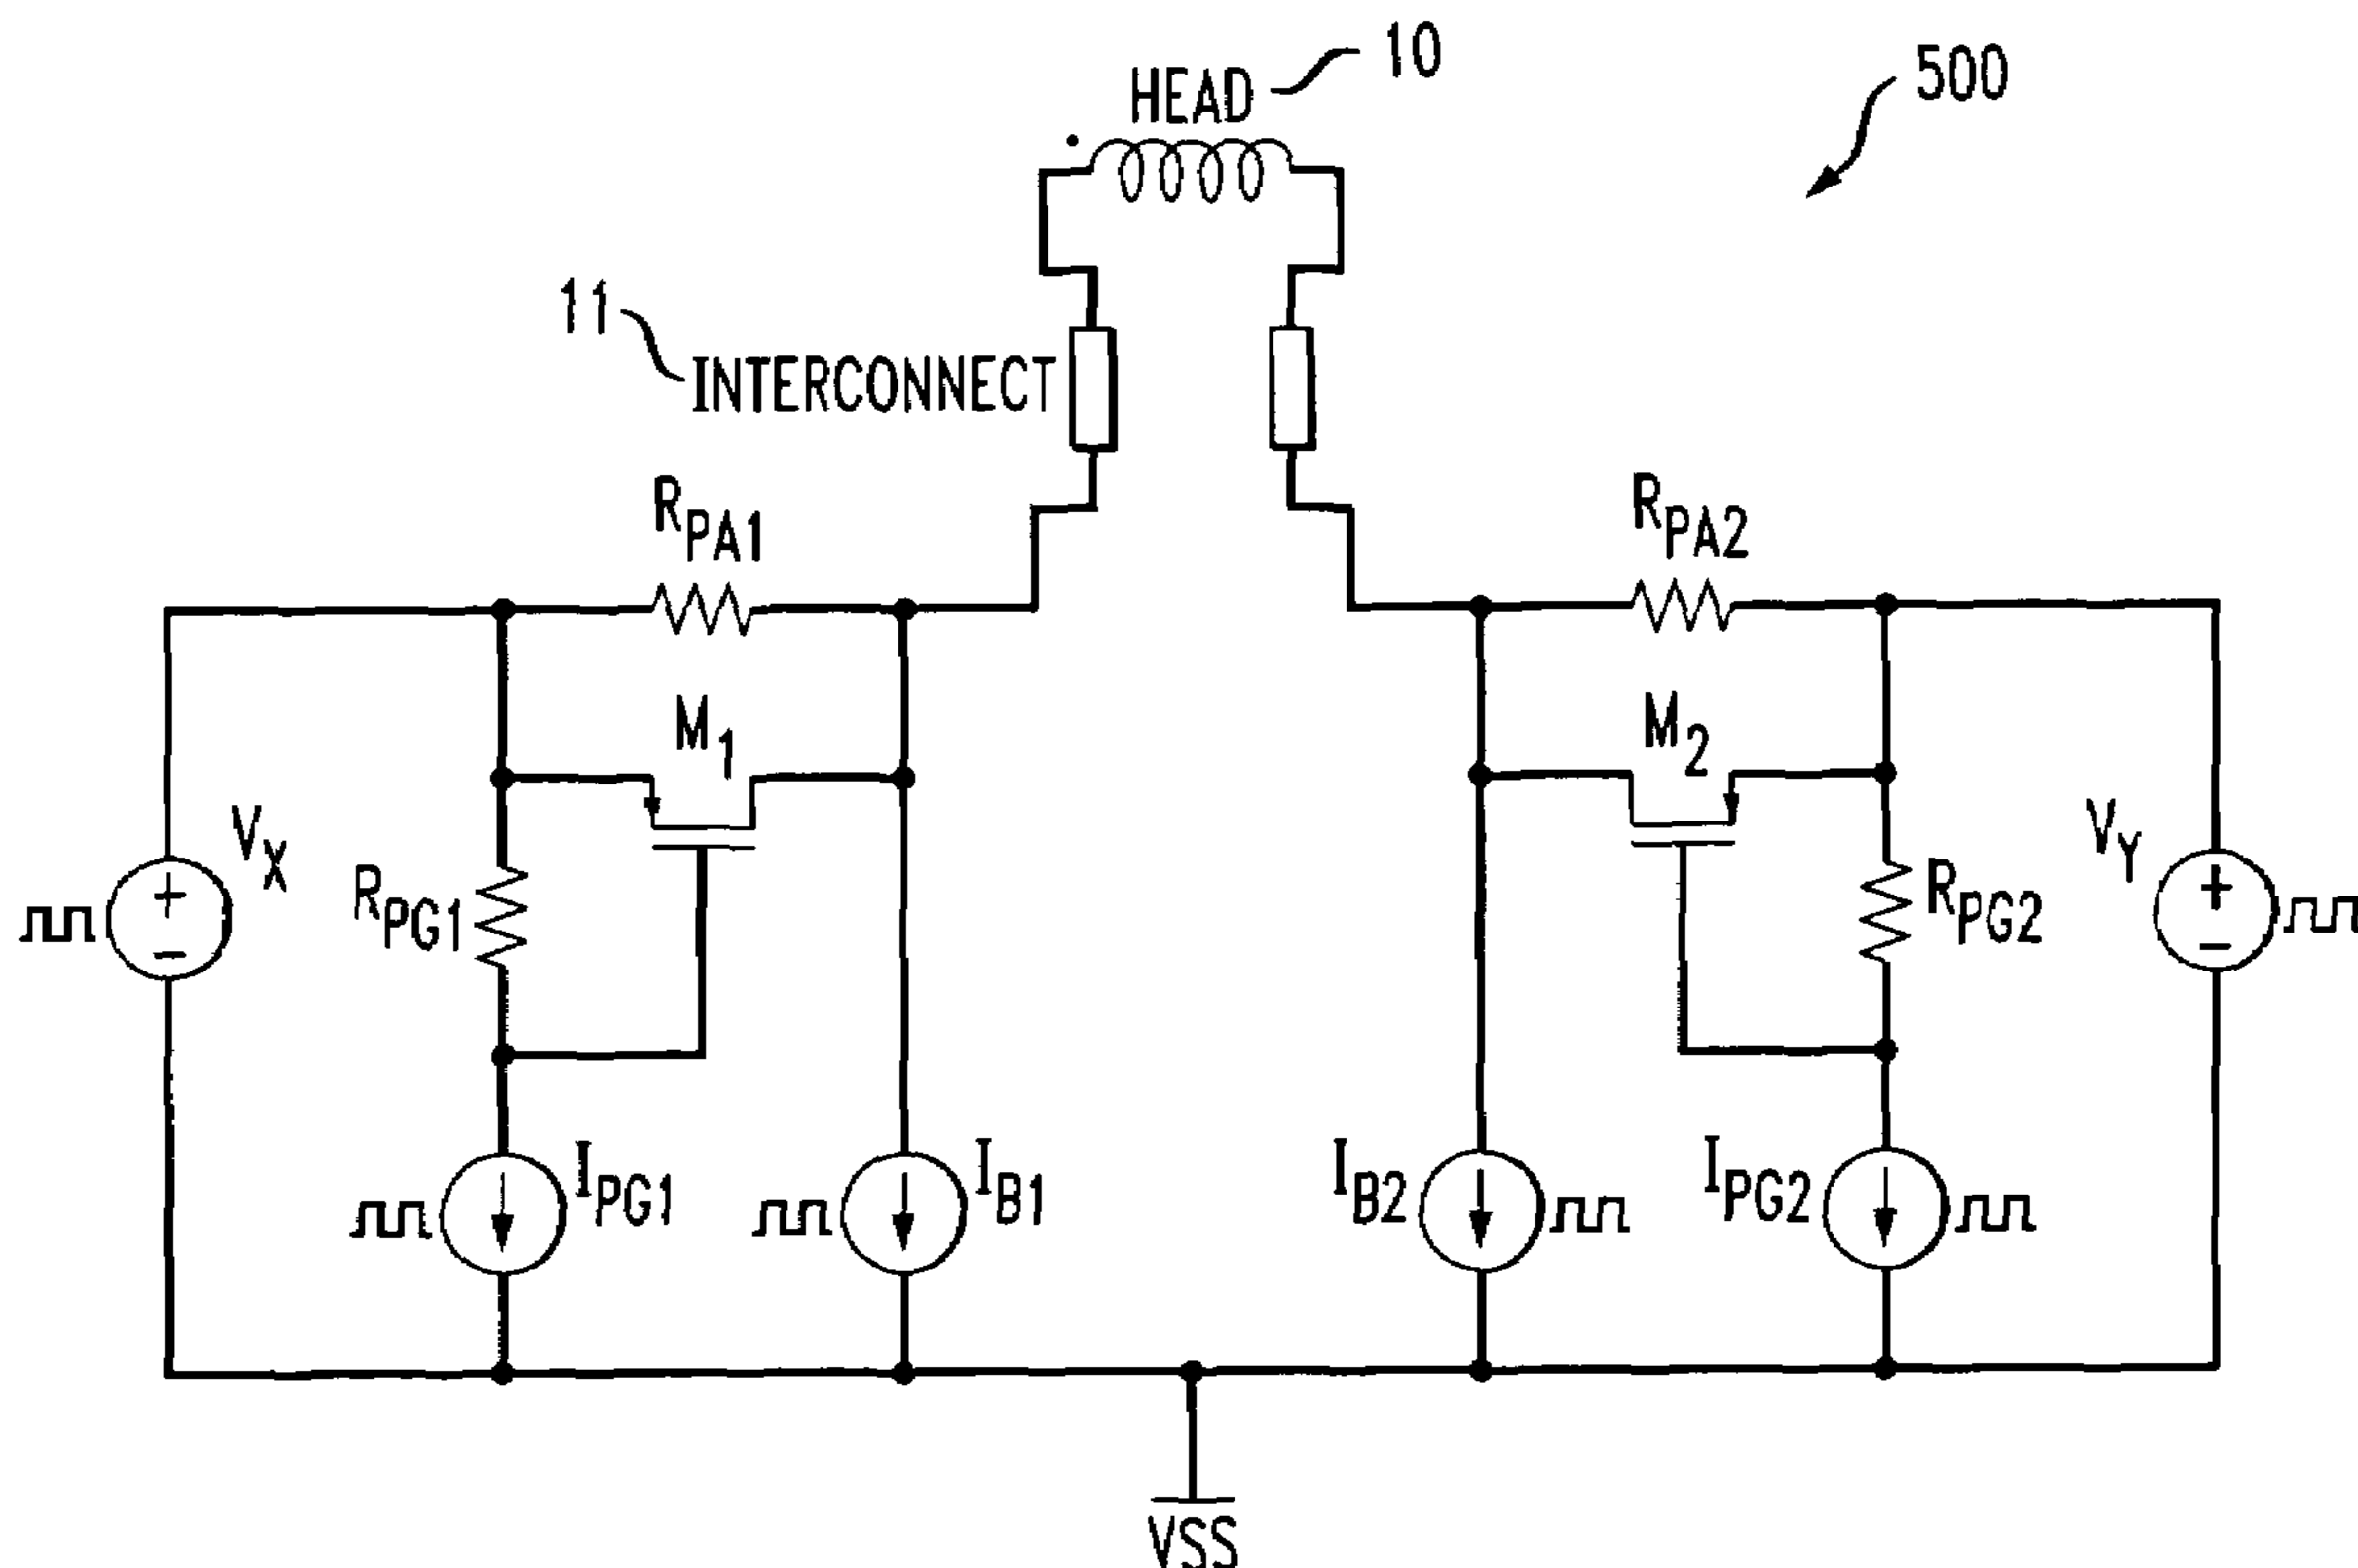 HEAD
10
500
11
INTERCONNECT
RPA1
RPA2
M1
M2
VX
+
−
RPG1
RPG2
VY
+
−
IPG1
IB1
IB2
IPG2
VSS